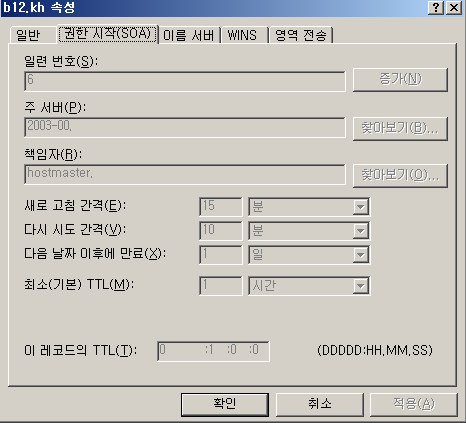 b12.kh 속성
일반 권한 시작(SOA) 이름 서버 WINS 영역 전송
일련 번호(S):
6 증가(N)
주 서버(P):
2003-00. 찾아보기(B)...
책임자(R):
hostmaster. 찾아보기(O)...
새로 고침 간격(E): 15 분
다시 시도 간격(V): 10 분
다음 날짜 이후에 만료(X): 1 일
최소(기본) TTL(M): 1 시간
이 레코드의 TTL(T): 0 :1 :0 :0 (DDDDD:HH.MM.SS)
확인 취소 적용(A)